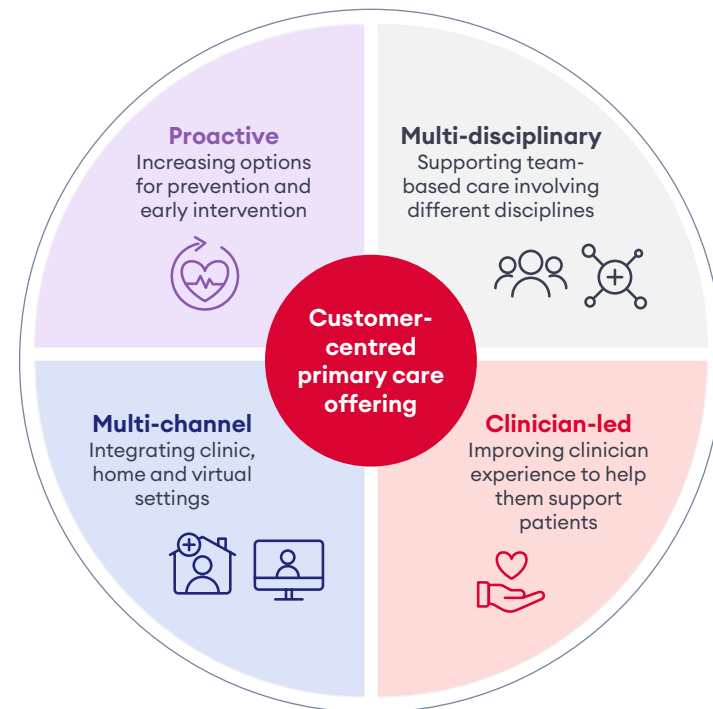 Proactive
Increasing options
for prevention and
early intervention
Multi-disciplinary
Supporting team-
based care involving
different disciplines
Customer-
centred
primary care
offering
Multi-channel
Integrating clinic,
home and virtual
settings
Clinician-led
Improving clinician
experience to help
them support
patients